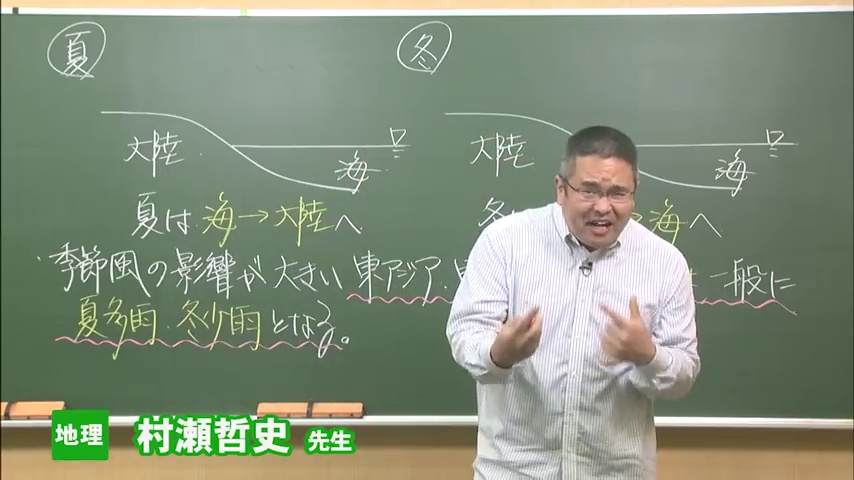 夏
冬
大陸
海
大陸
海
夏は 海→大陸へ
→海へ
季節風の影響が大きい 東アジア・ 一般に
夏多雨・冬少雨となる。
地理 村瀬哲史 先生